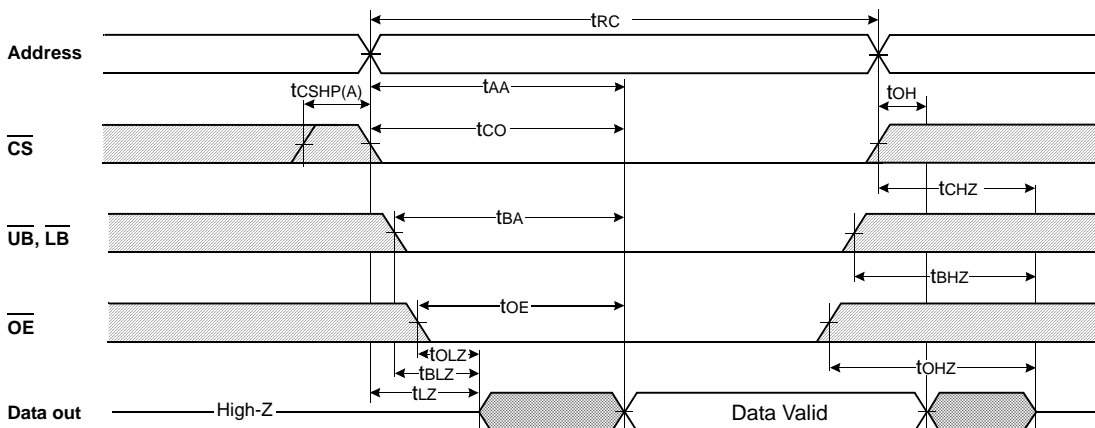 tRC
Address
tCSHP(A)
tAA
tOH
tCO
CS
tCHZ
tBA
UB, LB
tBHZ
tOE
OE
tOLZ
tBLZ
tOHZ
tLZ
Data out
High-Z
Data Valid